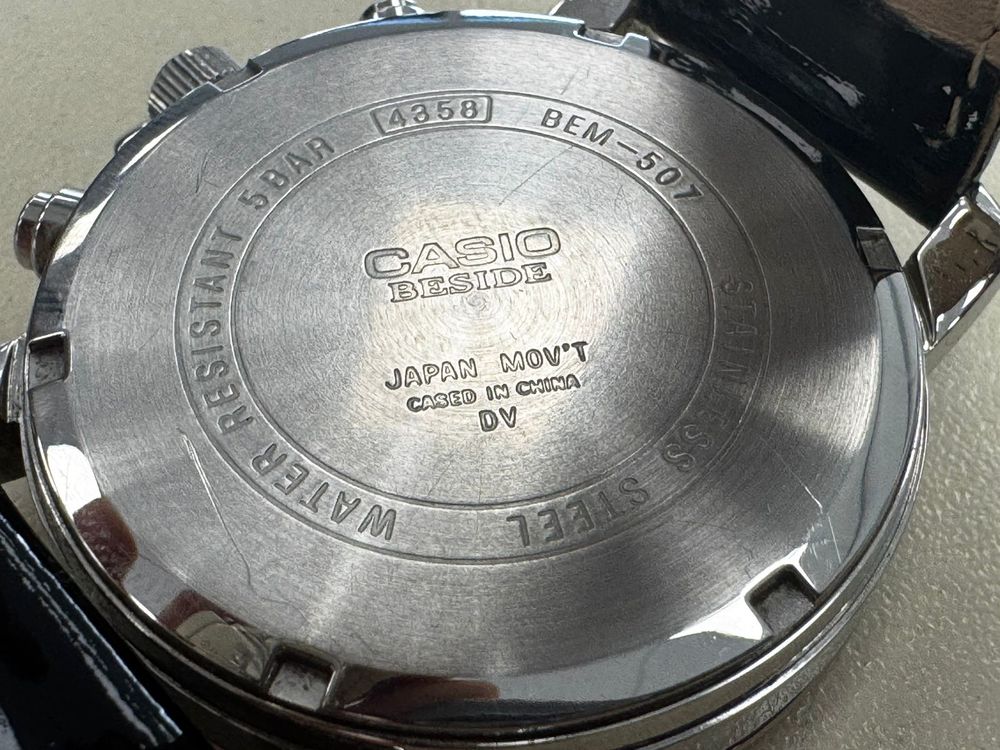 4358
BEM-507
STAINLESS STEEL
WATER RESISTANT 5BAR
CASIO
BESIDE
JAPAN MOV'T
CASED IN CHINA
DV